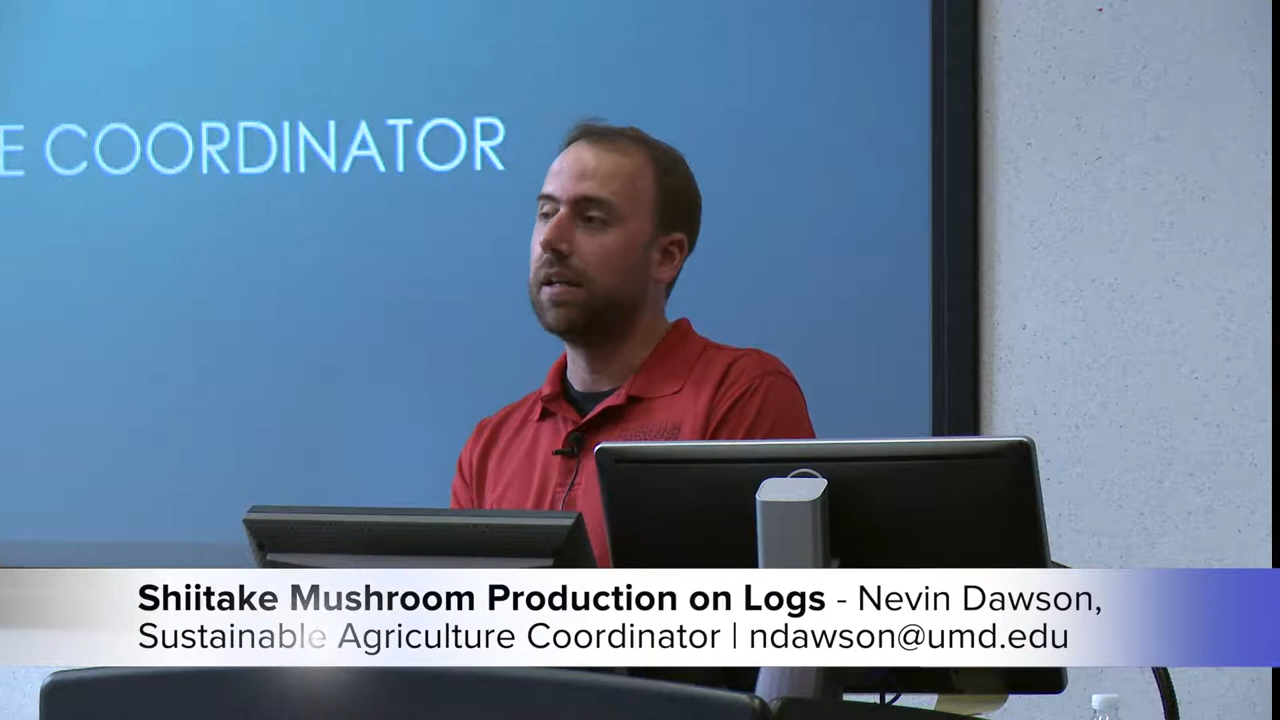 E COORDINATOR
Shiitake Mushroom Production on Logs - Nevin Dawson,
Sustainable Agriculture Coordinator | ndawson@umd.edu